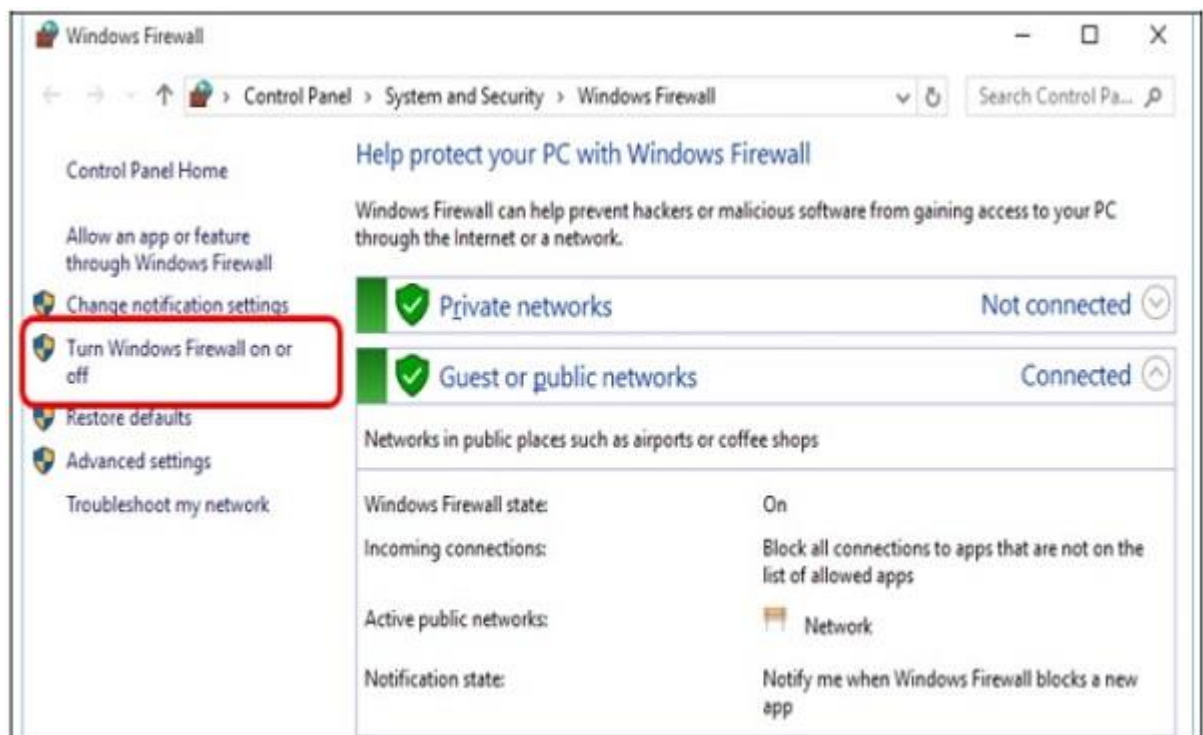 Windows Firewall
Control Panel > System and Security > Windows Firewall
Search Control Pa...
Control Panel Home
Allow an app or feature
through Windows Firewall
Change notification settings
Turn Windows Firewall on or
off
Restore defaults
Advanced settings
Troubleshoot my network
Help protect your PC with Windows Firewall
Windows Firewall can help prevent hackers or malicious software from gaining access to your PC
through the Internet or a network.
Private networks Not connected
Guest or public networks Connected
Networks in public places such as airports or coffee shops
Windows Firewall state: On
Incoming connections: Block all connections to apps that are not on the
list of allowed apps
Active public networks: Network
Notification state: Notify me when Windows Firewall blocks a new
app